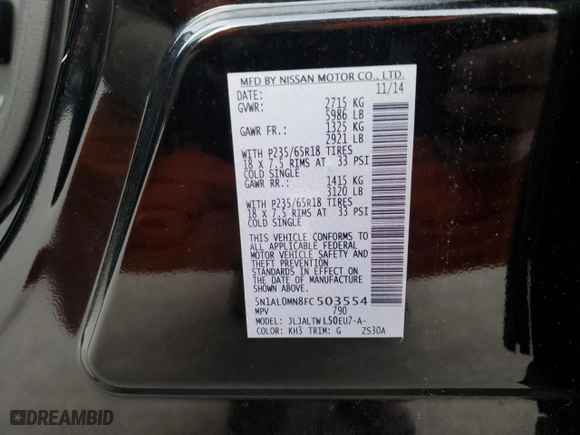 MFD BY NISSAN MOTOR CO., LTD.
DATE: 11/14
GVWR: 2715 KG
5986 LB
GAWR FR: 1325 KG
2921 LB
WITH P235/65R18 TIRES
18 X 7.5 RIMS AT 33 PSI
COLD SINGLE
GAWR RR.: 1415 KG
3120 LB
WITH P235/65R18 TIRES
18 X 7.5 RIMS AT 33 PSI
COLD SINGLE
THIS VEHICLE CONFORMS TO
ALL APPLICABLE FEDERAL
MOTOR VEHICLE SAFETY
AND THEFT PREVENTION
STANDARDS IN EFFECT ON
THE DATE OF MANUFACTURE
SHOWN ABOVE.
5N1AL0MN8FC503554
MPV 790
MODEL: JL3ALTWL50EU7-A-
COLOR: KH3 TRIM: G ZS30A
DREAMBID